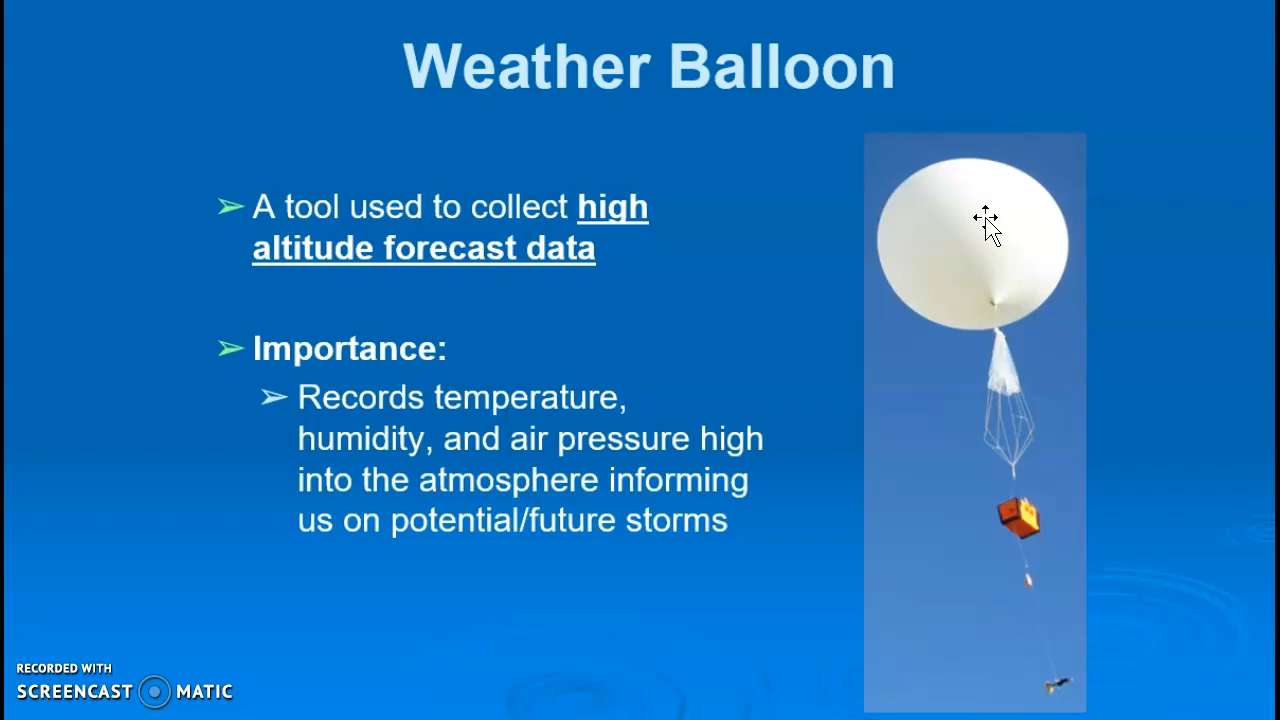 Weather Balloon
➢ A tool used to collect high
altitude forecast data
➢ Importance:
➢ Records temperature,
humidity, and air pressure high
into the atmosphere informing
us on potential/future storms
RECORDED WITH
SCREENCAST MATIC